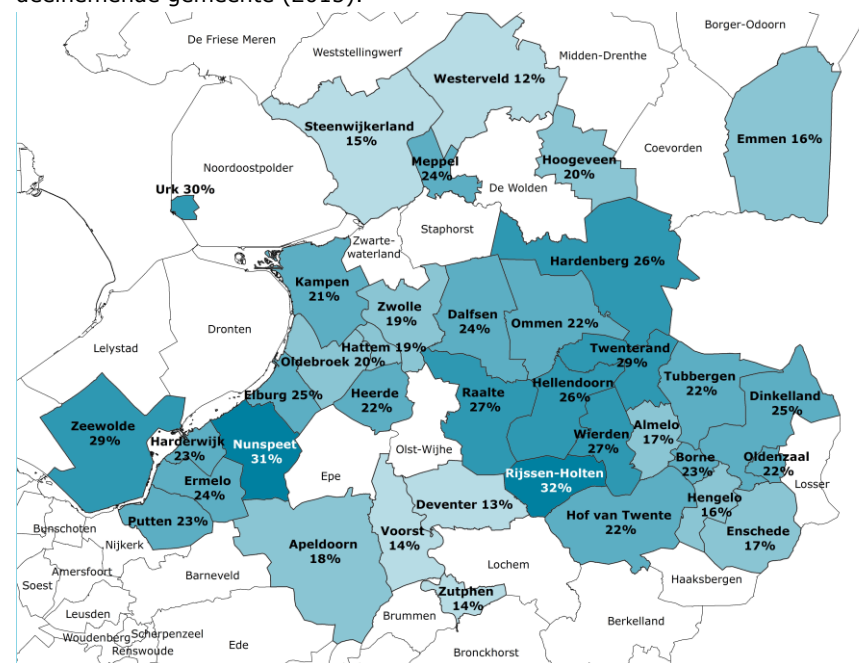 deelnemende gemeente (2015).
Borger-Odoorn
De Friese Meren
Weststellingwerf
Midden-Drenthe
Westerveld 12%
Steenwijkerland
15%
Emmen 16%
Coevorden
Meppel
24%
Hoogeveen
20%
Noordoostpolder
De Wolden
Urk 30%
Staphorst
Zwarte-
waterland
Hardenberg 26%
Kampen
21%
Zwolle
19%
Dalfsen
24%
Ommen 22%
Dronten
Lelystad
Hattem 19%
Oldebroek 20%
Twenterand
29%
Tubbergen
22%
Elburg 25%
Heerde
22%
Raalte
27%
Hellendoorn
26%
Dinkelland
25%
Zeewolde
29%
Harderwijk
23%
Nunspeet
31%
Wierden
27%
Almelo
17%
Olst-Wijhe
Borne
23%
Oldenzaal
22%
Epe
Rijssen-Holten
32%
Losser
Ermelo
24%
Deventer 13%
Hengelo
16%
Putten 23%
Hof van Twente
22%
Bunschoten
Voorst
14%
Enschede
17%
Nijkerk
Apeldoorn
18%
Lochem
Amersfoort
Barneveld
Soest
Haaksbergen
Zutphen
14%
Leusden
Brummen
Berkelland
Woudenberg
Scherpenzeel
Ede
Renswoude
Bronckhorst